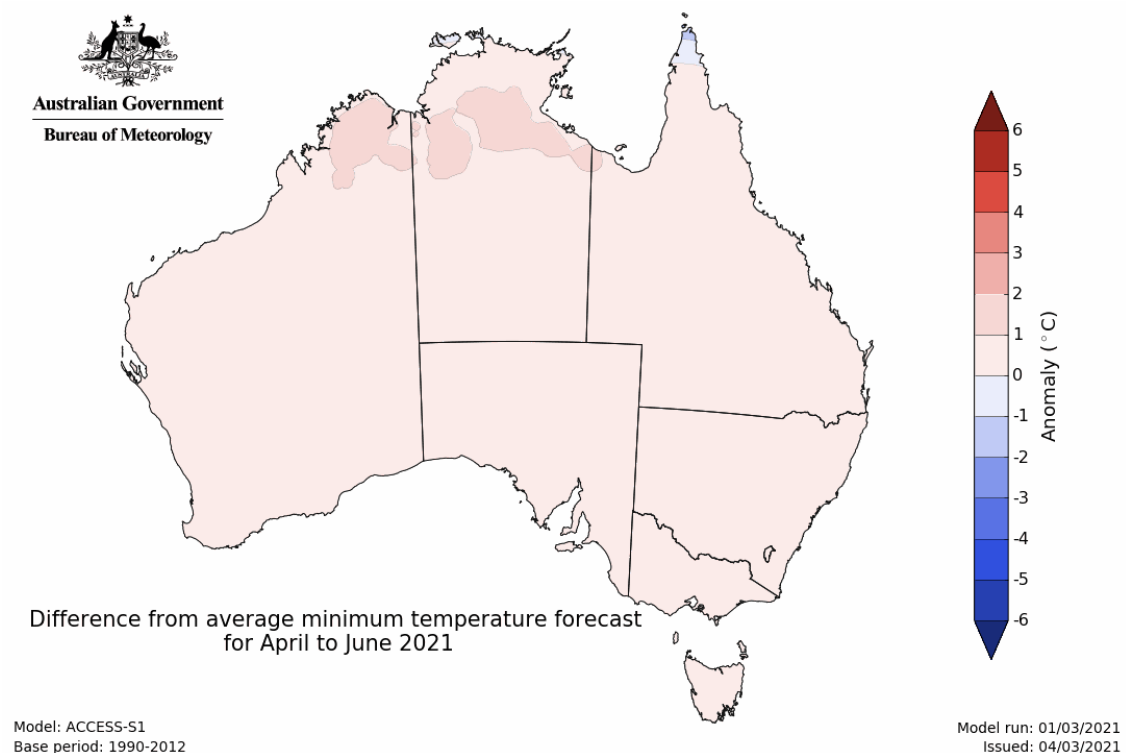 AUSTRALIA
Australian Government
Bureau of Meteorology
6
5
4
3
2
1
0
-1
-2
-3
-4
-5
-6
Anomaly (°C)
Difference from average minimum temperature forecast
for April to June 2021
Model: ACCESS-S1
Base period: 1990-2012
Model run: 01/03/2021
Issued: 04/03/2021